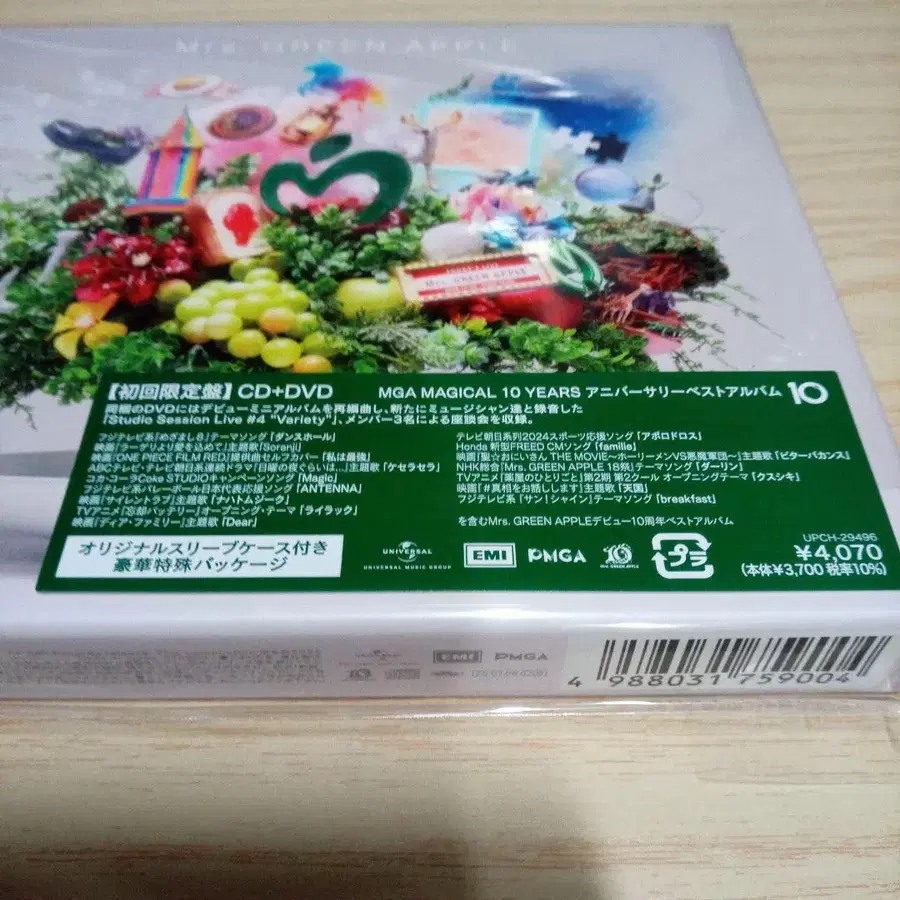 Mrs. GREEN APPLE
Mrs. GREEN APPLE
【初回限定盤】CD+DVD
MGA MAGICAL 10 YEARS アニバーサリーベストアルバム 10
同梱のDVDにはデビューミニアルバムを再編曲し、新たにミュージシャン達と録音した
「Studio Session Live #4 "Variety"」、メンバー3名による座談会を収録。
フジテレビ系「めざまし8」テーマソング「ダンスホール」
映画「ラーゲリより愛を込めて」主題歌「Soranji」
映画「ONE PIECE FILM RED」提供曲セルフカバー「私は最強」
ABCテレビ・テレビ朝日系連続ドラマ「日曜の夜ぐらいは...」主題歌「ケセラセラ」
コカ・コーラCoke STUDIOキャンペーンソング「Magic」
フジテレビ系バレーボール日本代表応援ソング「ANTENNA」
映画「サイレントラブ」主題歌「ナハトムジーク」
TVアニメ「忘却バッテリー」オープニング・テーマ「ライラック」
映画「ディア・ファミリー」主題歌「Dear」
テレビ朝日系列2024スポーツ応援ソング「アポロドロス」
Honda 新型FREED CMソング「familie」
映画「聖☆おにいさん THE MOVIE～ホーリーメンVS悪魔軍団～」主題歌「ビターバカンス」
NHK総合「Mrs. GREEN APPLE 18祭」テーマソング「ダーリン」
TVアニメ「薬屋のひとりごと」第2期 第2クール オープニングテーマ「クスシキ」
映画「#真相をお話しします」主題歌「天国」
フジテレビ系「サン!シャイン」テーマソング「breakfast」
を含むMrs. GREEN APPLEデビュー10周年ベストアルバム
オリジナルスリーブケース付き
豪華特殊パッケージ
UNIVERSAL
UNIVERSAL MUSIC GROUP
EMI
PMGA
10
Mrs. GREEN APPLE
プラ
UPCH-29496
¥4,070
(本体¥3,700 税率10%)
EMI PMGA
4 988031 759004